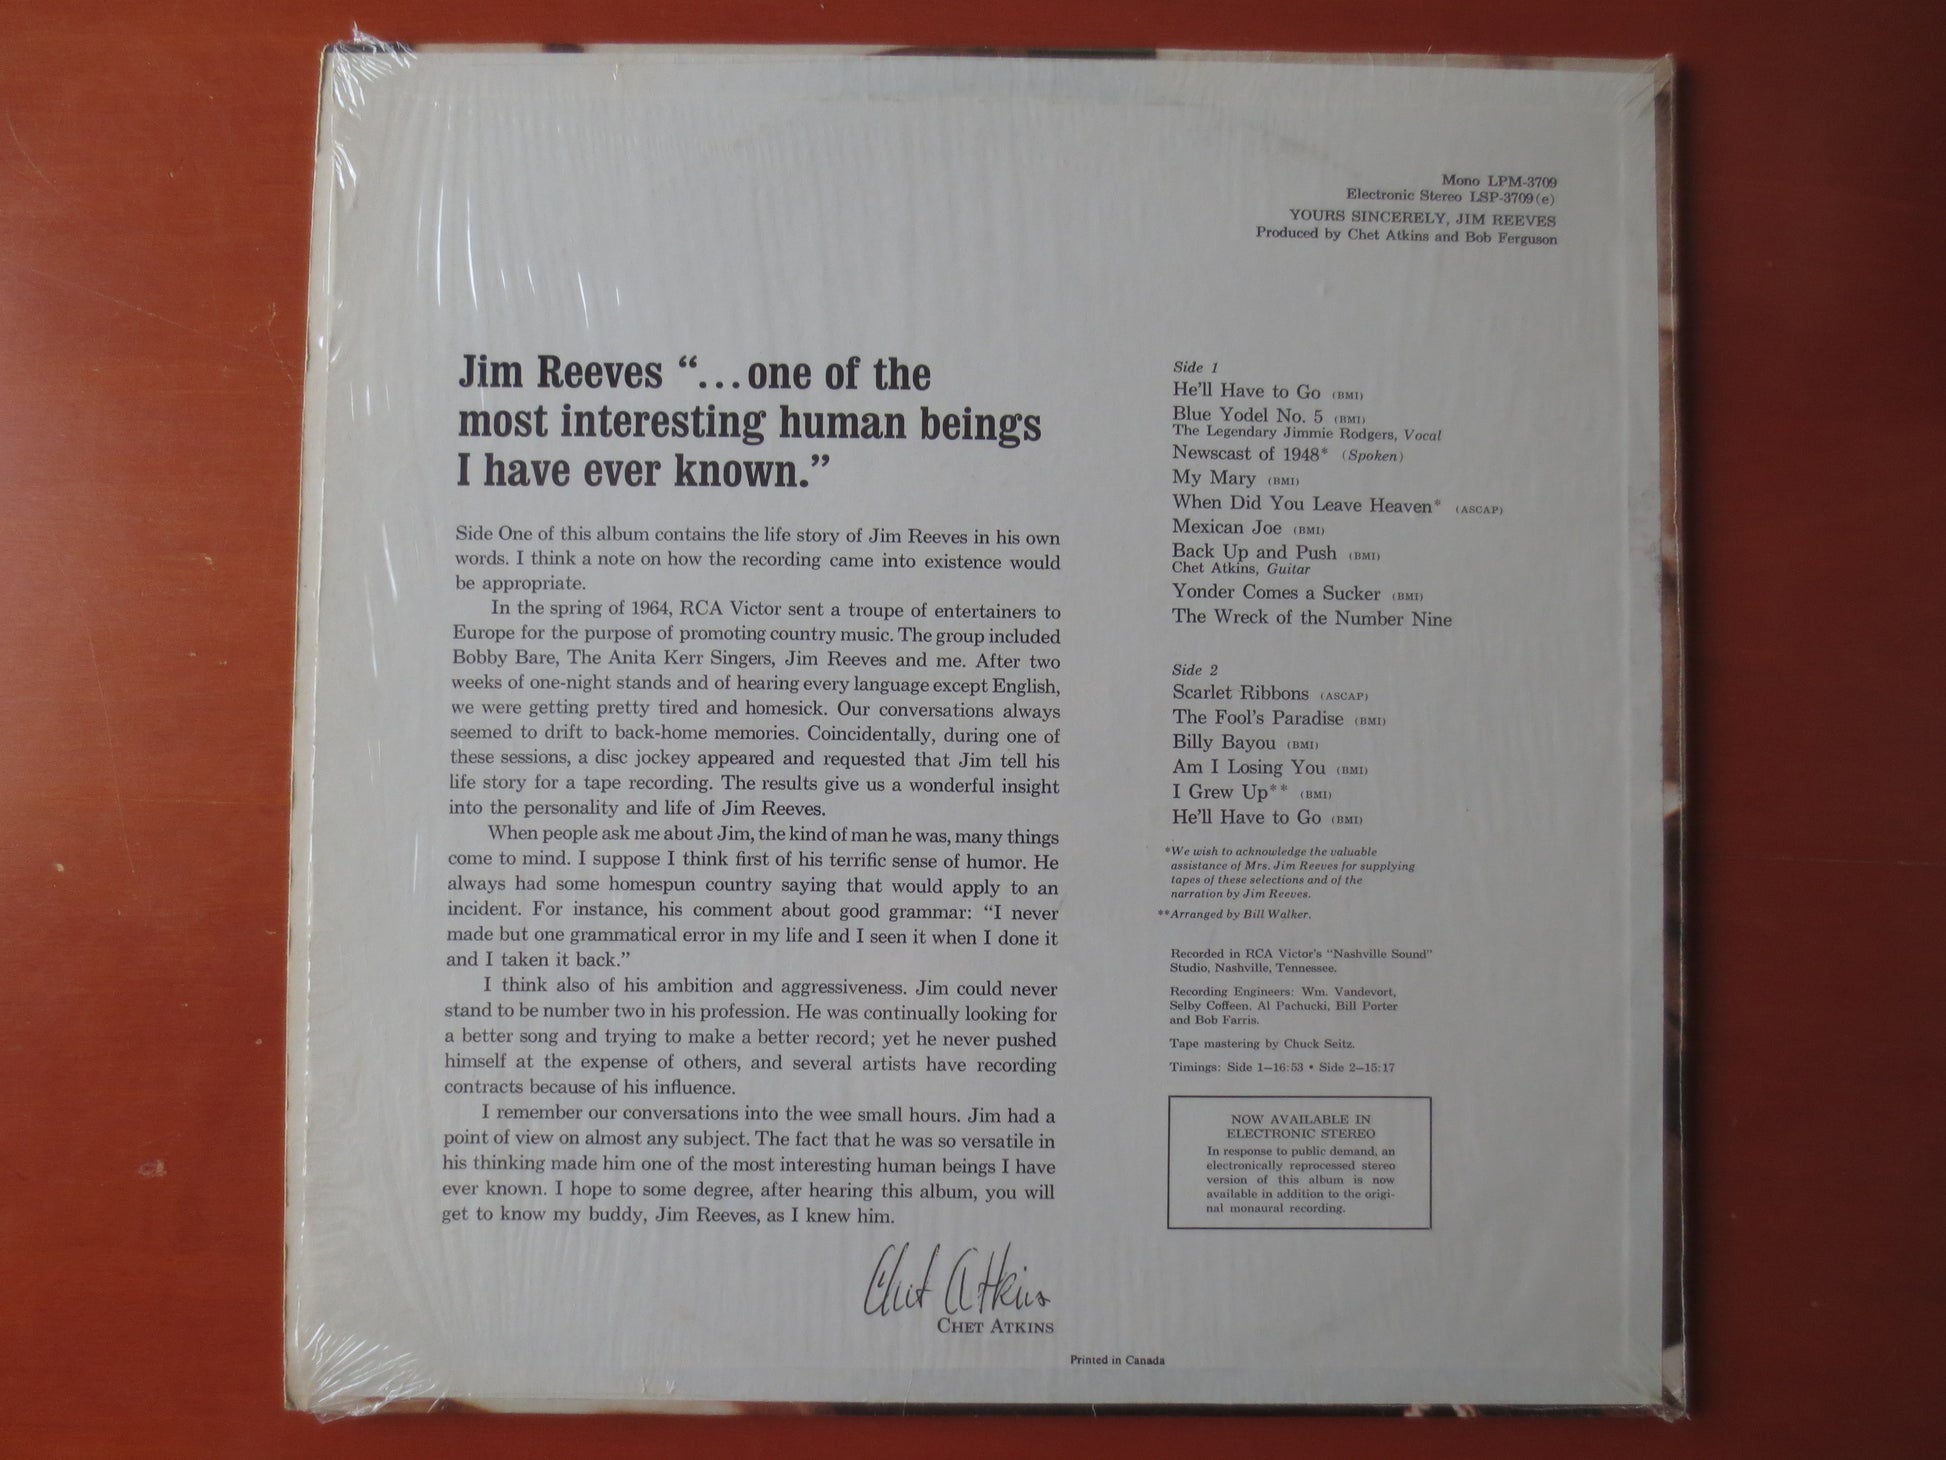 Mono LPM-3709
Electronic Stereo LSP-3709(e)
YOURS SINCERELY, JIM REEVES
Produced by Chet Atkins and Bob Ferguson
Jim Reeves “...one of the
most interesting human beings
I have ever known.”
Side One of this album contains the life story of Jim Reeves in his own
words. I think a note on how the recording came into existence would
be appropriate.
In the spring of 1964, RCA Victor sent a troupe of entertainers to
Europe for the purpose of promoting country music. The group included
Bobby Bare, The Anita Kerr Singers, Jim Reeves and me. After two
weeks of one-night stands and of hearing every language except English,
we were getting pretty tired and homesick. Our conversations always
seemed to drift to back-home memories. Coincidentally, during one of
these sessions, a disc jockey appeared and requested that Jim tell his
life story for a tape recording. The results give us a wonderful insight
into the personality and life of Jim Reeves.
When people ask me about Jim, the kind of man he was, many things
come to mind. I suppose I think first of his terrific sense of humor. He
always had some homespun country saying that would apply to an
incident. For instance, his comment about good grammar: “I never
made but one grammatical error in my life and I seen it when I done it
and I taken it back.”
I think also of his ambition and aggressiveness. Jim could never
stand to be number two in his profession. He was continually looking for
a better song and trying to make a better record; yet he never pushed
himself at the expense of others, and several artists have recording
contracts because of his influence.
I remember our conversations into the wee small hours. Jim had a
point of view on almost any subject. The fact that he was so versatile in
his thinking made him one of the most interesting human beings I have
ever known. I hope to some degree, after hearing this album, you will
get to know my buddy, Jim Reeves, as I knew him.
Chet Atkins
CHET ATKINS
Side 1
He’ll Have to Go (BMI)
Blue Yodel No. 5 (BMI)
The Legendary Jimmie Rodgers, Vocal
Newscast of 1948* (Spoken)
My Mary (BMI)
When Did You Leave Heaven* (ASCAP)
Mexican Joe (BMI)
Back Up and Push (BMI)
Chet Atkins, Guitar
Yonder Comes a Sucker (BMI)
The Wreck of the Number Nine
Side 2
Scarlet Ribbons (ASCAP)
The Fool’s Paradise (BMI)
Billy Bayou (BMI)
Am I Losing You (BMI)
I Grew Up** (BMI)
He’ll Have to Go (BMI)
*We wish to acknowledge the valuable
assistance of Mrs. Jim Reeves for supplying
tapes of these selections and of the
narration by Jim Reeves.
**Arranged by Bill Walker.
Recorded in RCA Victor’s “Nashville Sound”
Studio, Nashville, Tennessee.
Recording Engineers: Wm. Vandevort,
Selby Coffeen, Al Pachucki, Bill Porter
and Bob Farris.
Tape mastering by Chuck Seitz.
Timings: Side 1—16:53 • Side 2—15:17
NOW AVAILABLE IN
ELECTRONIC STEREO
In response to public demand, an
electronically reprocessed stereo
version of this album is now
available in addition to the origi-
nal monaural recording.
Printed in Canada